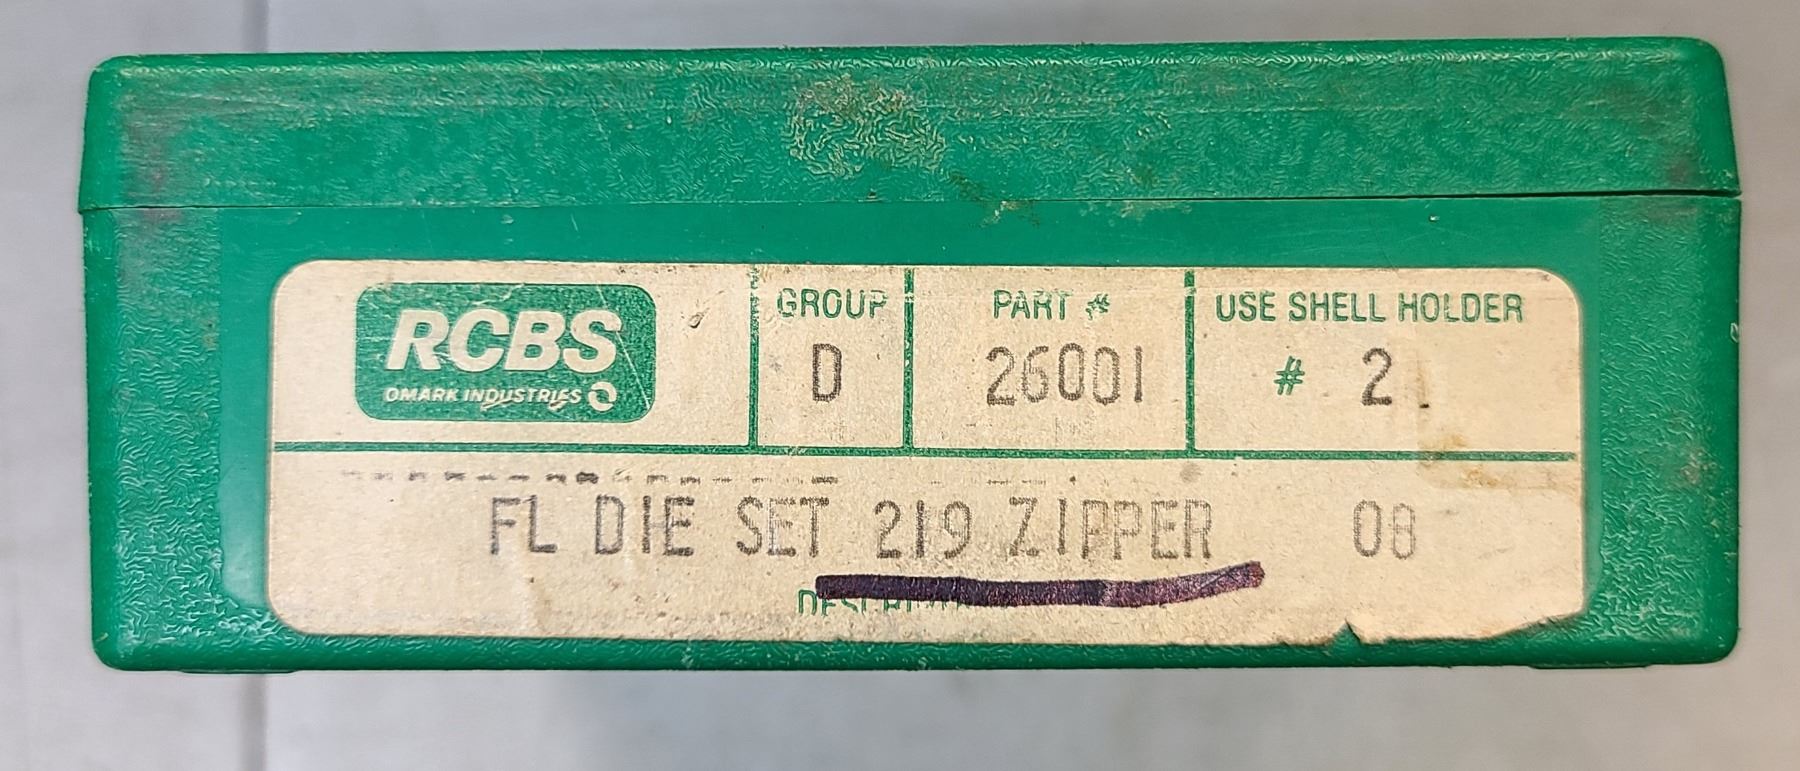 RCBS
OMARK INDUSTRIES
GROUP
D
PART #
26001
USE SHELL HOLDER
# 2
FL DIE SET 219 ZIPPER 08